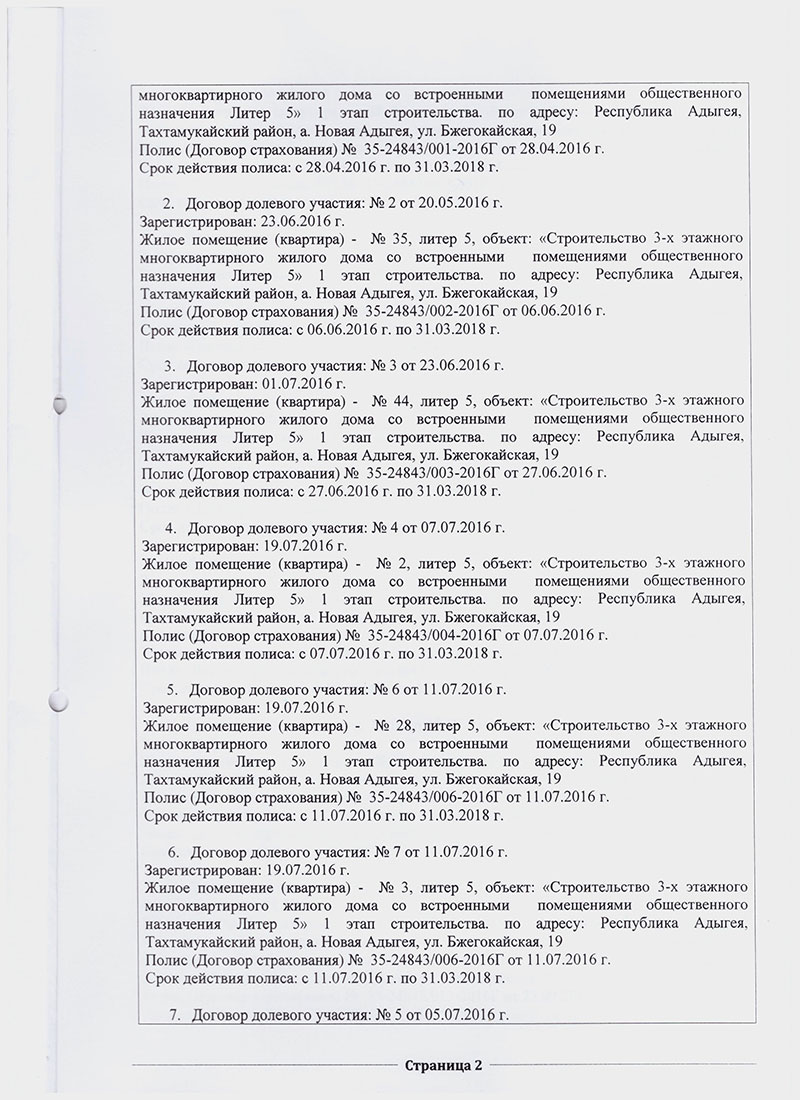 многоквартирного жилого дома со встроенными помещениями общественного
назначения Литер 5» 1 этап строительства. по адресу: Республика Адыгея,
Тахтамукайский район, а. Новая Адыгея, ул. Бжегокайская, 19
Полис (Договор страхования) № 35-24843/001-2016Г от 28.04.2016 г.
Срок действия полиса: с 28.04.2016 г. по 31.03.2018 г.
2. Договор долевого участия: № 2 от 20.05.2016 г.
Зарегистрирован: 23.06.2016 г.
Жилое помещение (квартира) - № 35, литер 5, объект: «Строительство 3-х этажного
многоквартирного жилого дома со встроенными помещениями общественного
назначения Литер 5» 1 этап строительства. по адресу: Республика Адыгея,
Тахтамукайский район, а. Новая Адыгея, ул. Бжегокайская, 19
Полис (Договор страхования) № 35-24843/002-2016Г от 06.06.2016 г.
Срок действия полиса: с 06.06.2016 г. по 31.03.2018 г.
3. Договор долевого участия: № 3 от 23.06.2016 г.
Зарегистрирован: 01.07.2016 г.
Жилое помещение (квартира) - № 44, литер 5, объект: «Строительство 3-х этажного
многоквартирного жилого дома со встроенными помещениями общественного
назначения Литер 5» 1 этап строительства. по адресу: Республика Адыгея,
Тахтамукайский район, а. Новая Адыгея, ул. Бжегокайская, 19
Полис (Договор страхования) № 35-24843/003-2016Г от 27.06.2016 г.
Срок действия полиса: с 27.06.2016 г. по 31.03.2018 г.
4. Договор долевого участия: № 4 от 07.07.2016 г.
Зарегистрирован: 19.07.2016 г.
Жилое помещение (квартира) - № 2, литер 5, объект: «Строительство 3-х этажного
многоквартирного жилого дома со встроенными помещениями общественного
назначения Литер 5» 1 этап строительства. по адресу: Республика Адыгея,
Тахтамукайский район, а. Новая Адыгея, ул. Бжегокайская, 19
Полис (Договор страхования) № 35-24843/004-2016Г от 07.07.2016 г.
Срок действия полиса: с 07.07.2016 г. по 31.03.2018 г.
5. Договор долевого участия: № 6 от 11.07.2016 г.
Зарегистрирован: 19.07.2016 г.
Жилое помещение (квартира) - № 28, литер 5, объект: «Строительство 3-х этажного
многоквартирного жилого дома со встроенными помещениями общественного
назначения Литер 5» 1 этап строительства. по адресу: Республика Адыгея,
Тахтамукайский район, а. Новая Адыгея, ул. Бжегокайская, 19
Полис (Договор страхования) № 35-24843/006-2016Г от 11.07.2016 г.
Срок действия полиса: с 11.07.2016 г. по 31.03.2018 г.
6. Договор долевого участия: № 7 от 11.07.2016 г.
Зарегистрирован: 19.07.2016 г.
Жилое помещение (квартира) - № 3, литер 5, объект: «Строительство 3-х этажного
многоквартирного жилого дома со встроенными помещениями общественного
назначения Литер 5» 1 этап строительства. по адресу: Республика Адыгея,
Тахтамукайский район, а. Новая Адыгея, ул. Бжегокайская, 19
Полис (Договор страхования) № 35-24843/006-2016Г от 11.07.2016 г.
Срок действия полиса: с 11.07.2016 г. по 31.03.2018 г.
7. Договор долевого участия: № 5 от 05.07.2016 г.
Страница 2